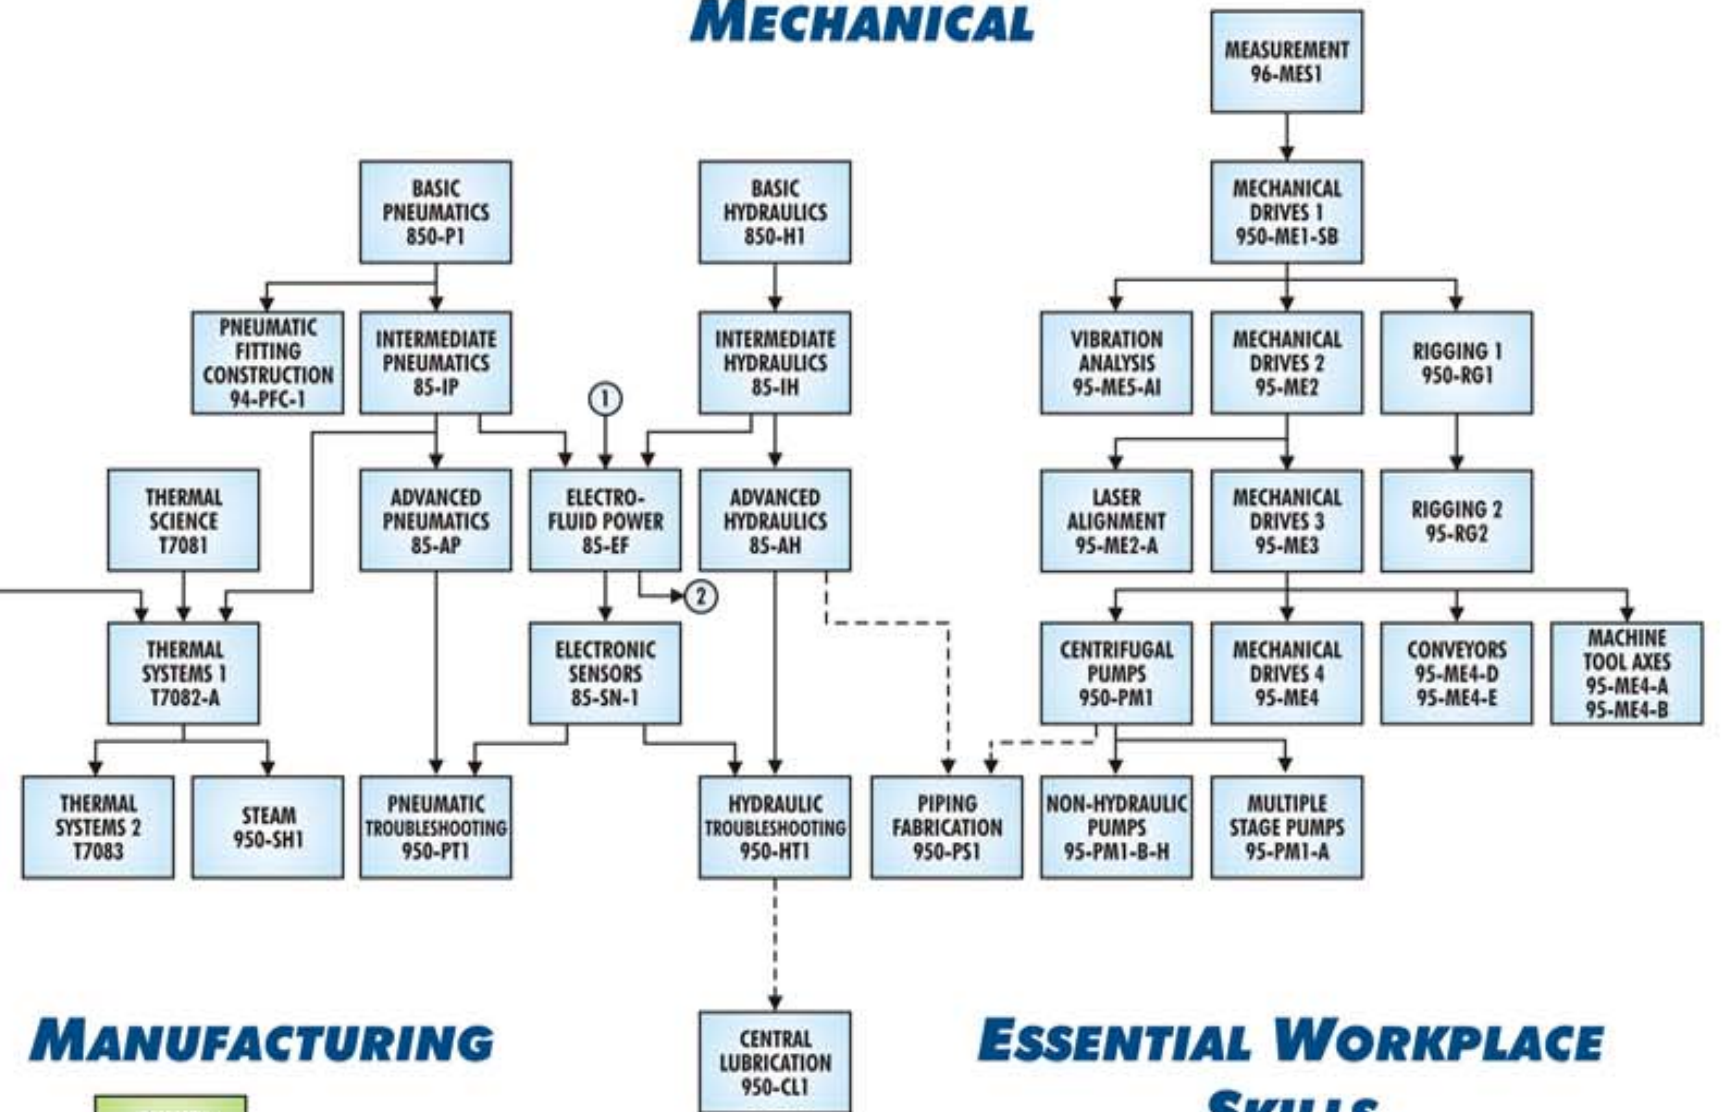 MECHANICAL
MEASUREMENT
96-MES1
BASIC
PNEUMATICS
850-P1
BASIC
HYDRAULICS
850-H1
MECHANICAL
DRIVES 1
950-ME1-SB
PNEUMATIC
FITTING
CONSTRUCTION
94-PFC-1
INTERMEDIATE
PNEUMATICS
85-IP
1
INTERMEDIATE
HYDRAULICS
85-IH
VIBRATION
ANALYSIS
95-ME5-AI
MECHANICAL
DRIVES 2
95-ME2
RIGGING 1
950-RG1
THERMAL
SCIENCE
T7081
ADVANCED
PNEUMATICS
85-AP
ELECTRO-
FLUID POWER
85-EF
ADVANCED
HYDRAULICS
85-AH
LASER
ALIGNMENT
95-ME2-A
MECHANICAL
DRIVES 3
95-ME3
RIGGING 2
95-RG2
2
THERMAL
SYSTEMS 1
T7082-A
ELECTRONIC
SENSORS
85-SN-1
CENTRIFUGAL
PUMPS
950-PM1
MECHANICAL
DRIVES 4
95-ME4
CONVEYORS
95-ME4-D
95-ME4-E
MACHINE
TOOL AXES
95-ME4-A
95-ME4-B
THERMAL
SYSTEMS 2
T7083
STEAM
950-SH1
PNEUMATIC
TROUBLESHOOTING
950-PT1
HYDRAULIC
TROUBLESHOOTING
950-HT1
PIPING
FABRICATION
950-PS1
NON-HYDRAULIC
PUMPS
95-PM1-B-H
MULTIPLE
STAGE PUMPS
95-PM1-A
MANUFACTURING
CENTRAL
LUBRICATION
950-CL1
ESSENTIAL WORKPLACE
SKILLS